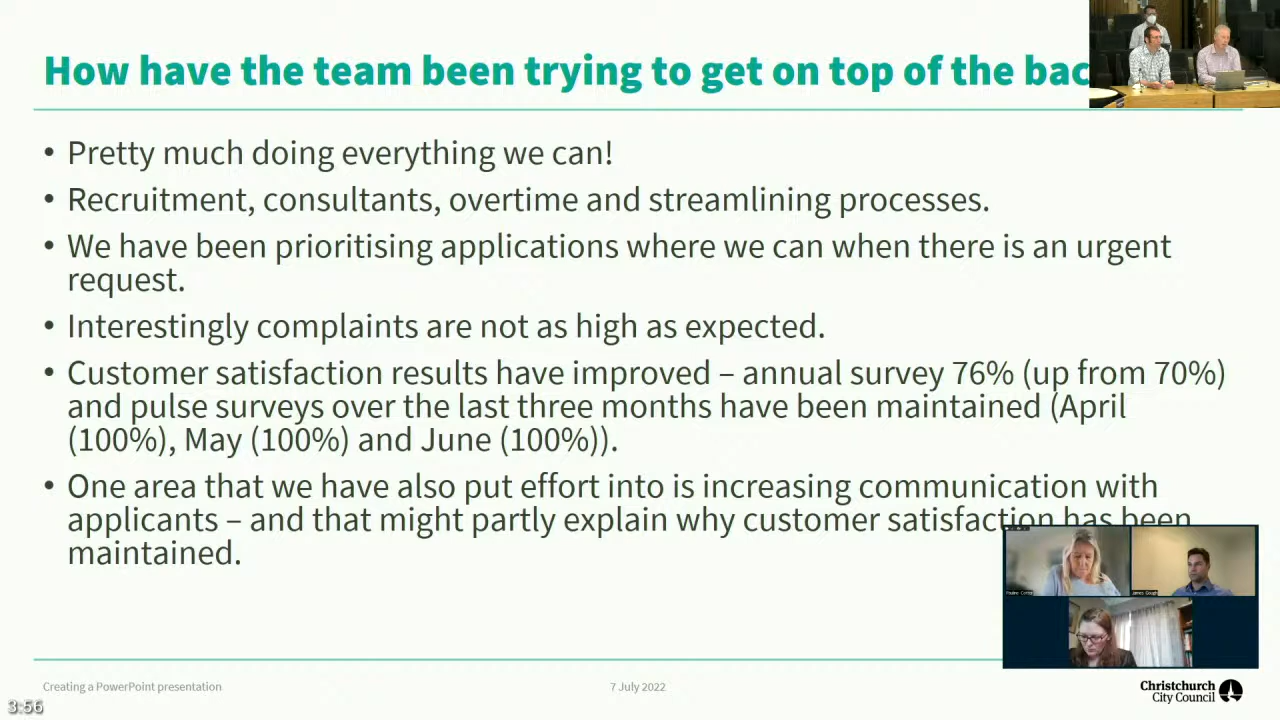 How have the team been trying to get on top of the bac
• Pretty much doing everything we can!
• Recruitment, consultants, overtime and streamlining processes.
• We have been prioritising applications where we can when there is an urgent
request.
• Interestingly complaints are not as high as expected.
• Customer satisfaction results have improved – annual survey 76% (up from 70%)
and pulse surveys over the last three months have been maintained (April
(100%), May (100%) and June (100%)).
• One area that we have also put effort into is increasing communication with
applicants – and that might partly explain why customer satisfaction has been
maintained.
James Gough
Creating a PowerPoint presentation
7 July 2022
Christchurch
City Council
3:56